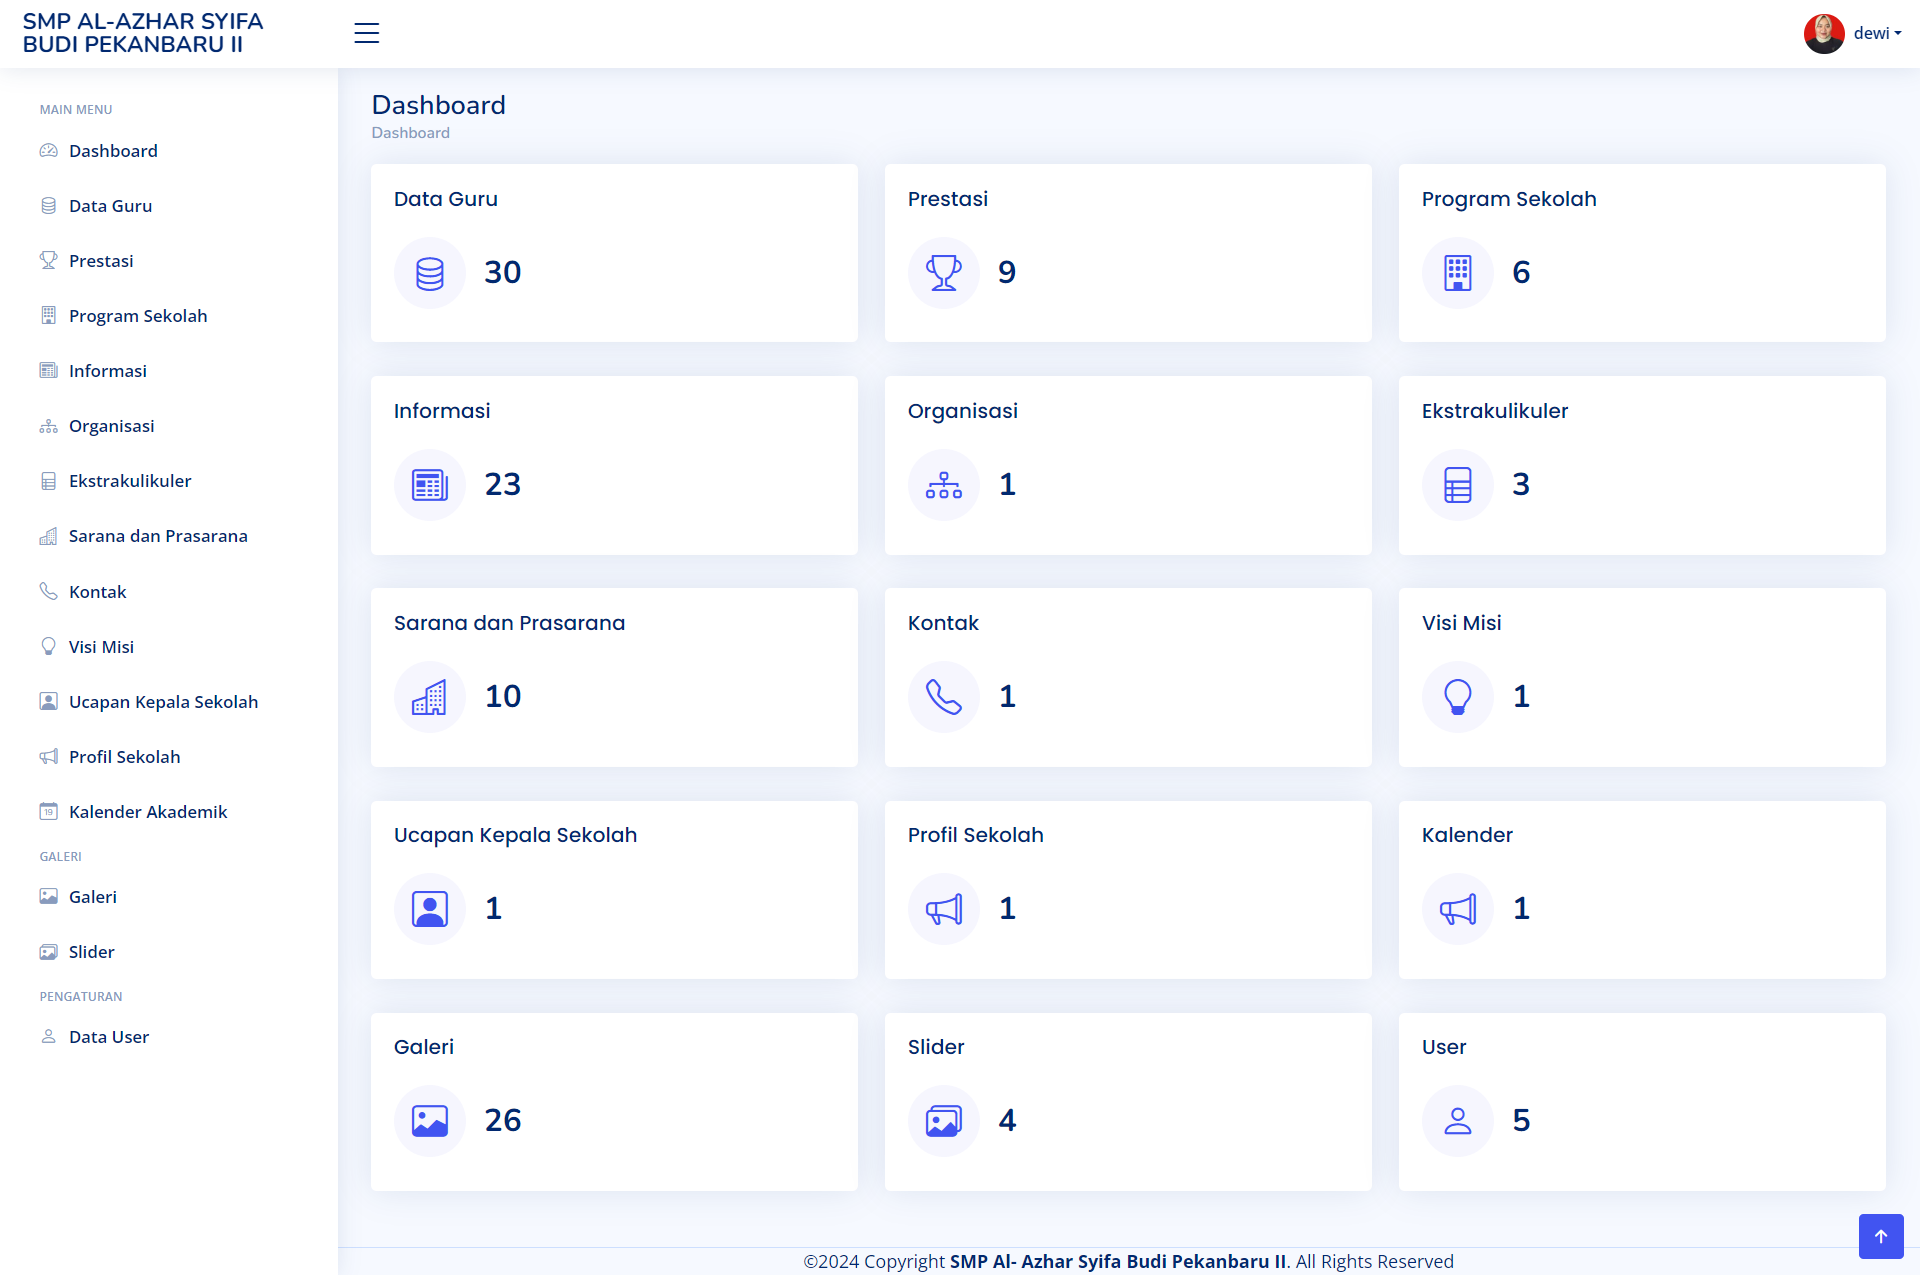 SMP AL-AZHAR SYIFA
BUDI PEKANBARU II
dewi
MAIN MENU
Dashboard
Data Guru
Prestasi
Program Sekolah
Informasi
Organisasi
Ekstrakulikuler
Sarana dan Prasarana
Kontak
Visi Misi
Ucapan Kepala Sekolah
Profil Sekolah
19
Kalender Akademik
GALERI
Galeri
Slider
PENGATURAN
Data User
Dashboard
Dashboard
Data Guru
30
Prestasi
9
Program Sekolah
6
Informasi
23
Organisasi
1
Ekstrakulikuler
3
Sarana dan Prasarana
10
Kontak
1
Visi Misi
1
Ucapan Kepala Sekolah
1
Profil Sekolah
1
Kalender
1
Galeri
26
Slider
4
User
5
©2024 Copyright SMP Al- Azhar Syifa Budi Pekanbaru II. All Rights Reserved